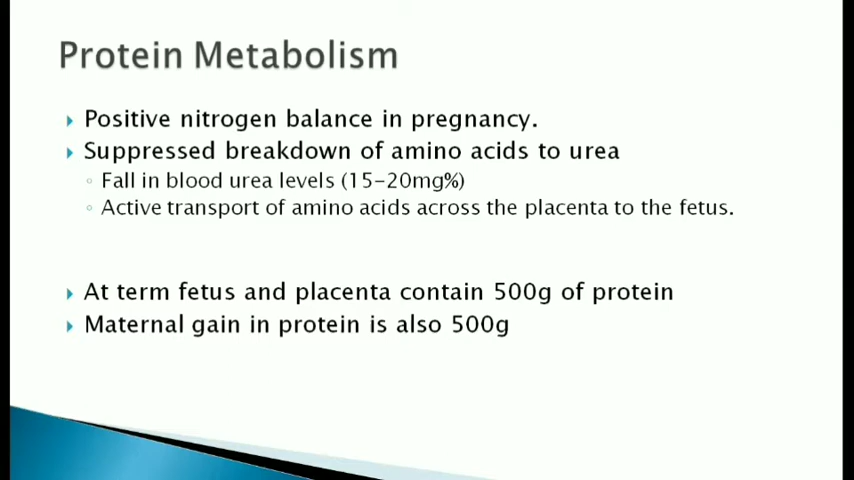 Protein Metabolism
Positive nitrogen balance in pregnancy.
Suppressed breakdown of amino acids to urea
Fall in blood urea levels (15-20mg%)
Active transport of amino acids across the placenta to the fetus.
At term fetus and placenta contain 500g of protein
Maternal gain in protein is also 500g